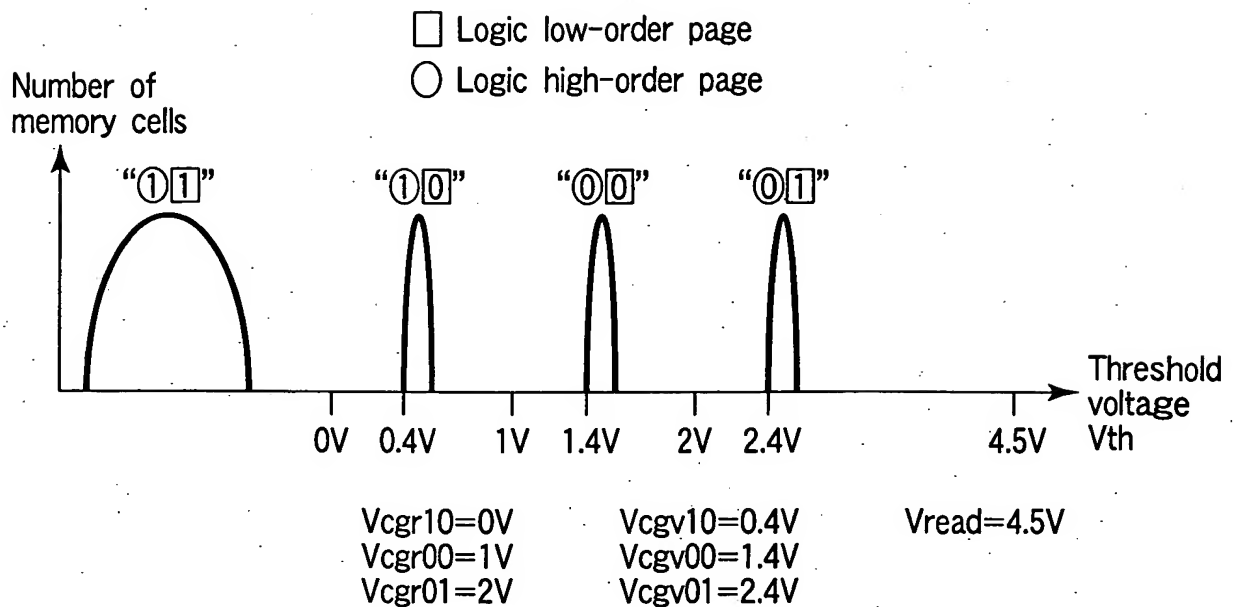 Logic low-order page
Logic high-order page
Number of
memory cells
“11” “10” “00” “01”
Threshold
voltage
Vth
0V 0.4V 1V 1.4V 2V 2.4V 4.5V
Vcgr10=0V Vcgv10=0.4V Vread=4.5V
Vcgr00=1V Vcgv00=1.4V
Vcgr01=2V Vcgv01=2.4V